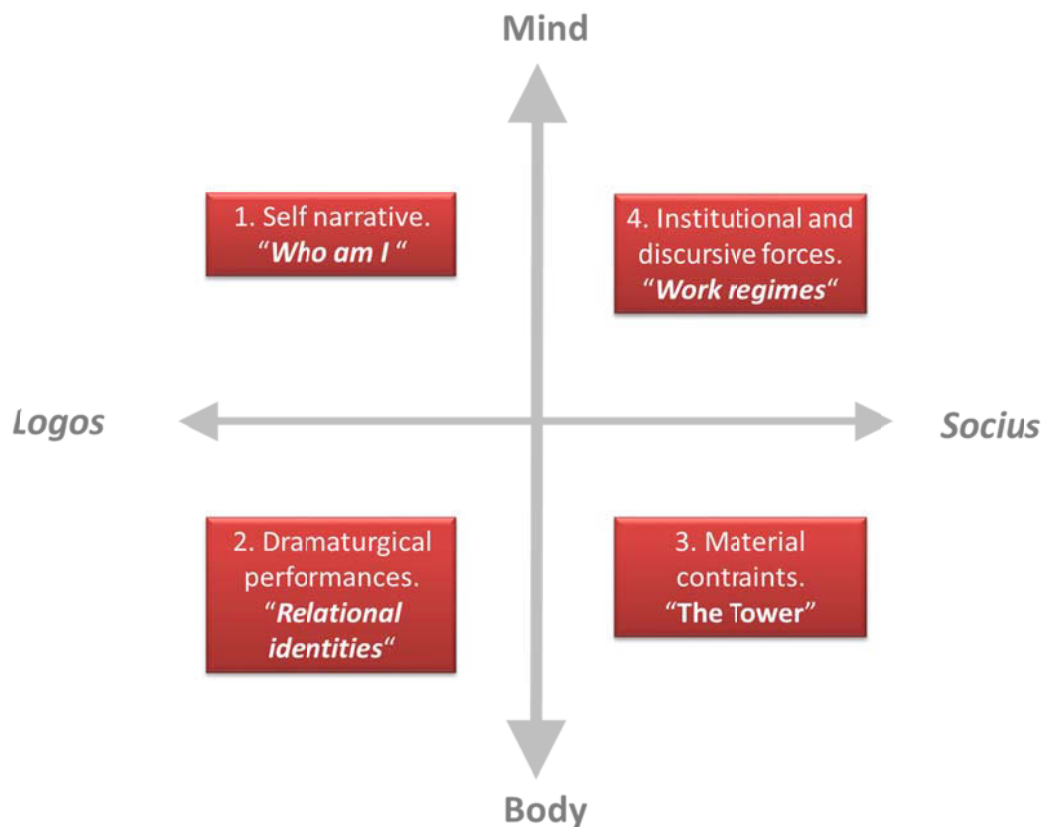 Mind
1. Self narrative.
“Who am I “
4. Institutional and
discursive forces.
“Work regimes“
Logos
Socius
2. Dramaturgical
performances.
“Relational
identities“
3. Material
contraints.
“The Tower”
Body